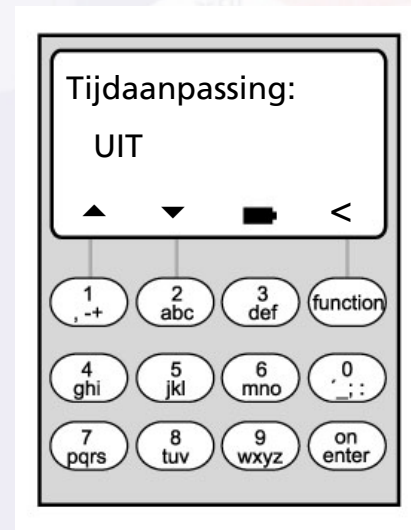 Tijdaanpassing:
UIT
<
1 2 3 function
, -+ abc def
4 5 6 0
ghi jkl mno ´_; :
7 8 9 on
pqrs tuv wxyz enter